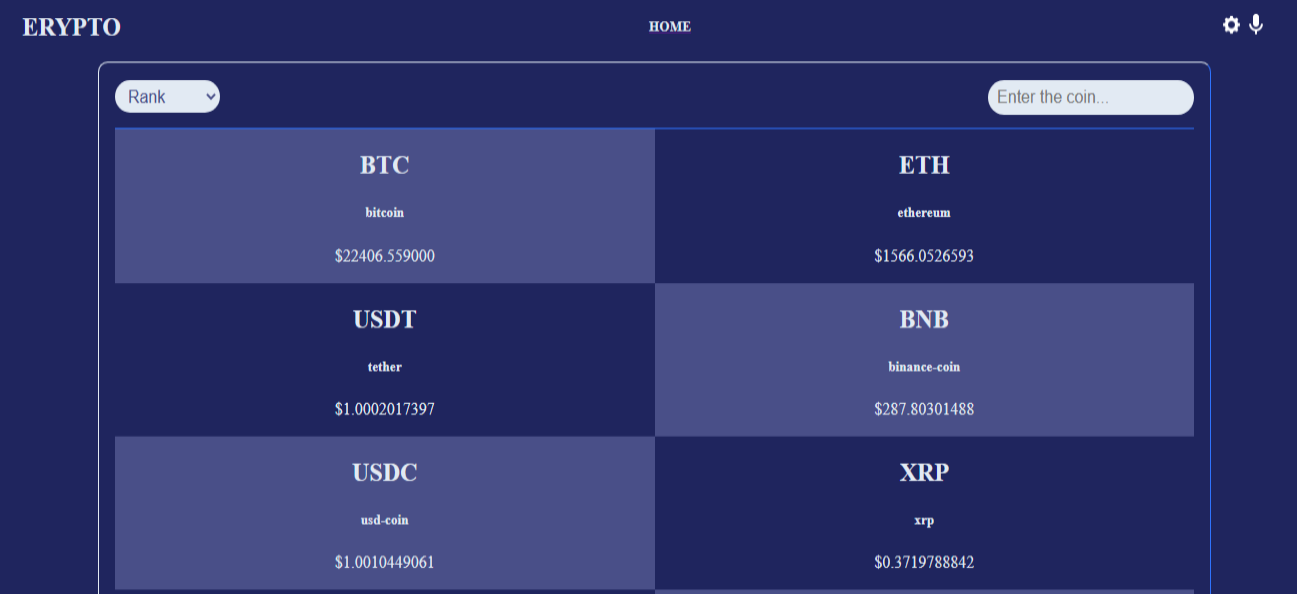 ERYPTO
HOME
Rank
Enter the coin...
BTC
bitcoin
$22406.559000
ETH
ethereum
$1566.0526593
USDT
tether
$1.0002017397
BNB
binance-coin
$287.80301488
USDC
usd-coin
$1.0010449061
XRP
xrp
$0.3719788842